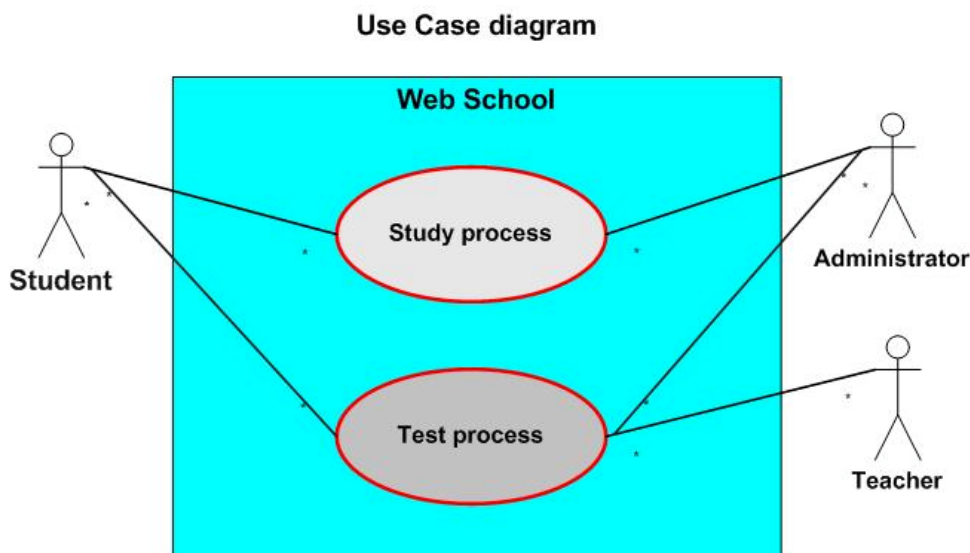 Use Case diagram
Web School
Study process
Student
Administrator
Test process
Teacher
*
*
*
*
*
*
*
*
*
*